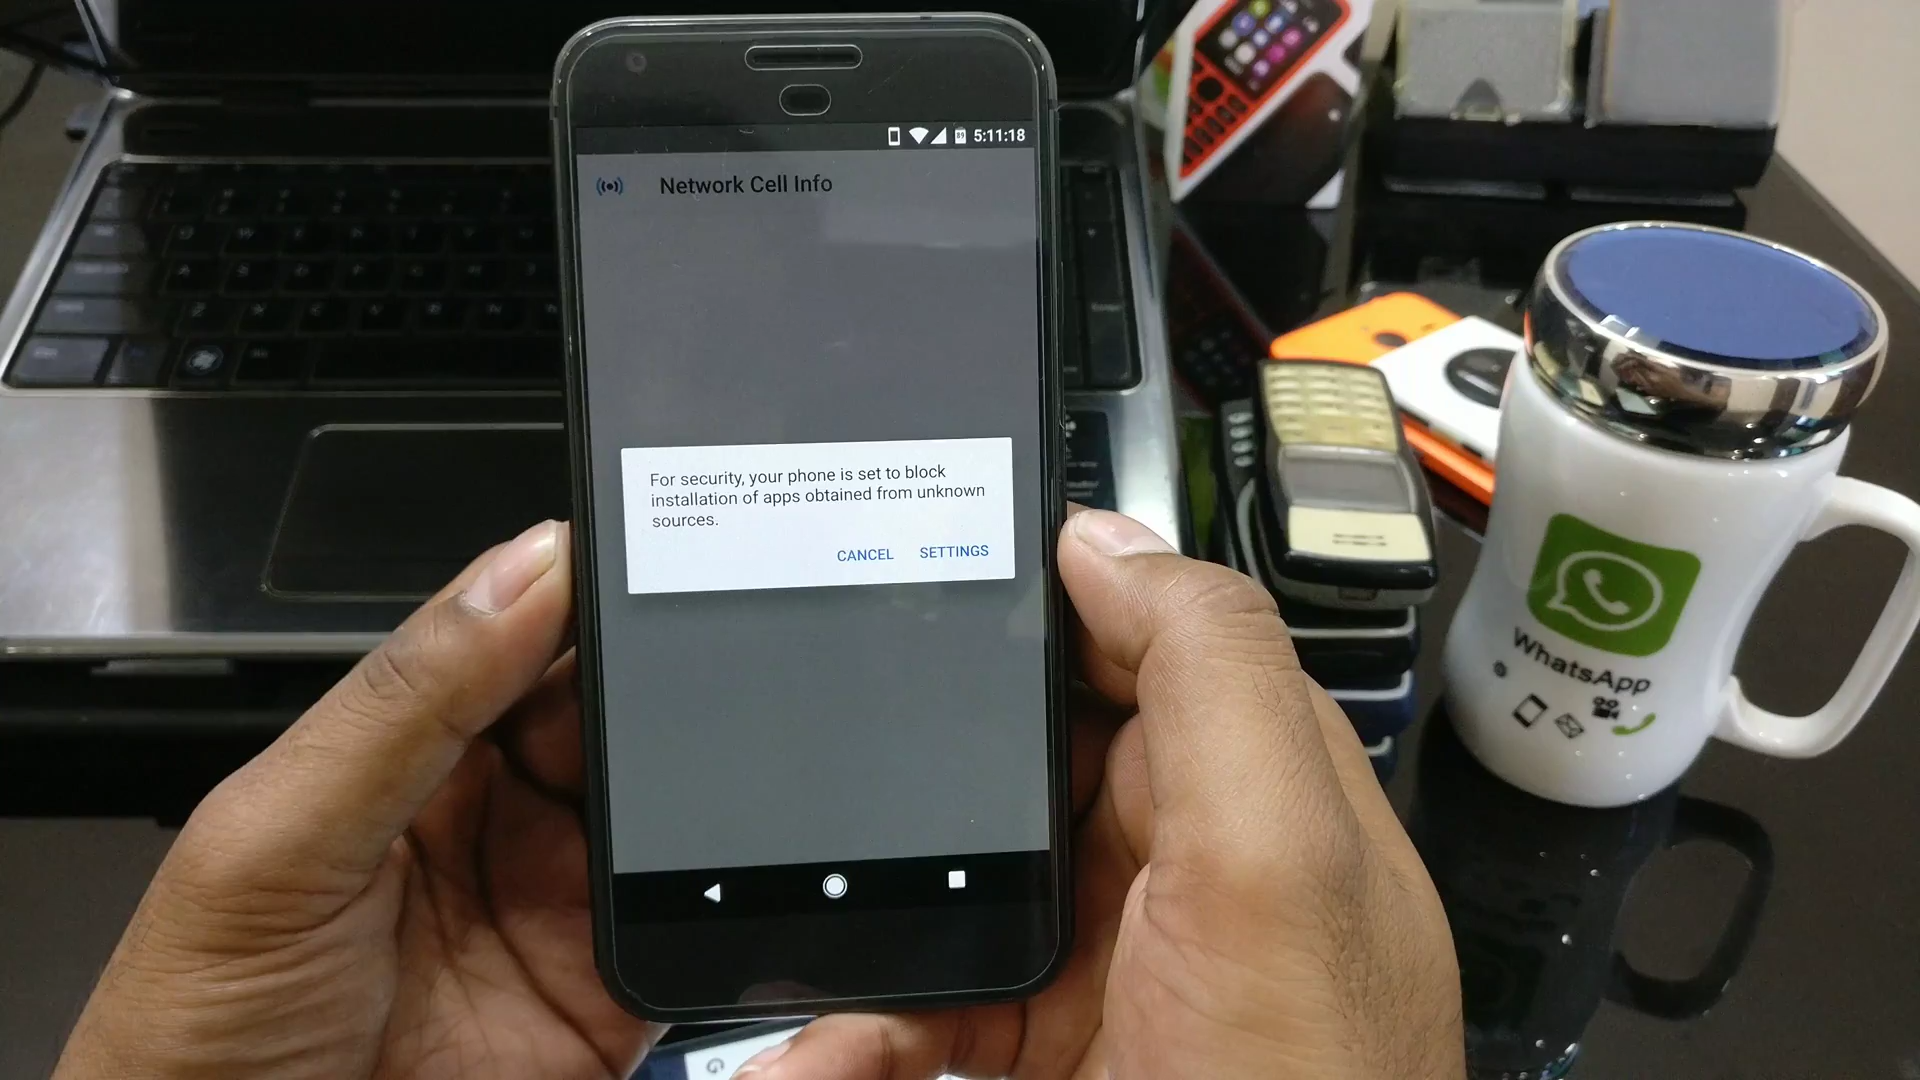 5:11:18
Network Cell Info
For security, your phone is set to block
installation of apps obtained from unknown
sources.
CANCEL SETTINGS
WhatsApp
G